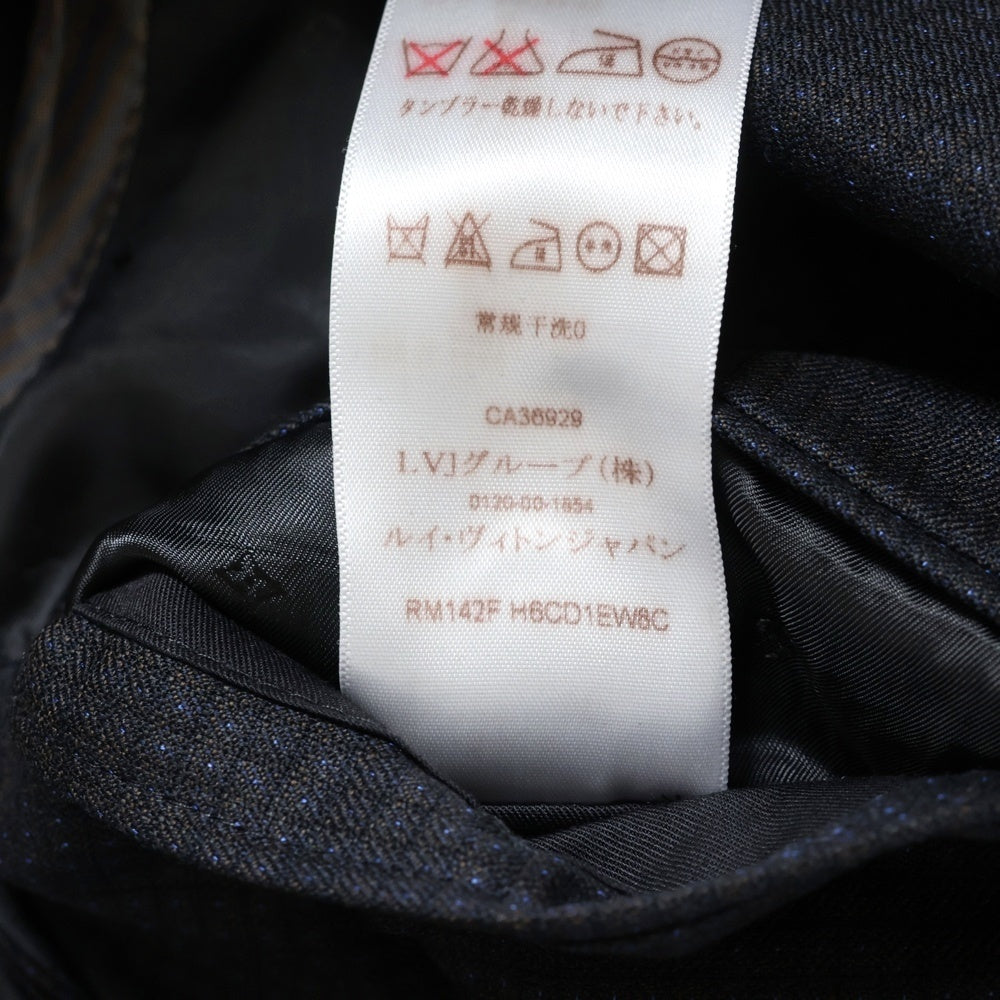 タンブラー乾燥しないで下さい。
常規干洗0
CA36929
LVJグループ(株)
0120-00-1854
ルイ・ヴィトンジャパン
RM142F H6CD1EW8C